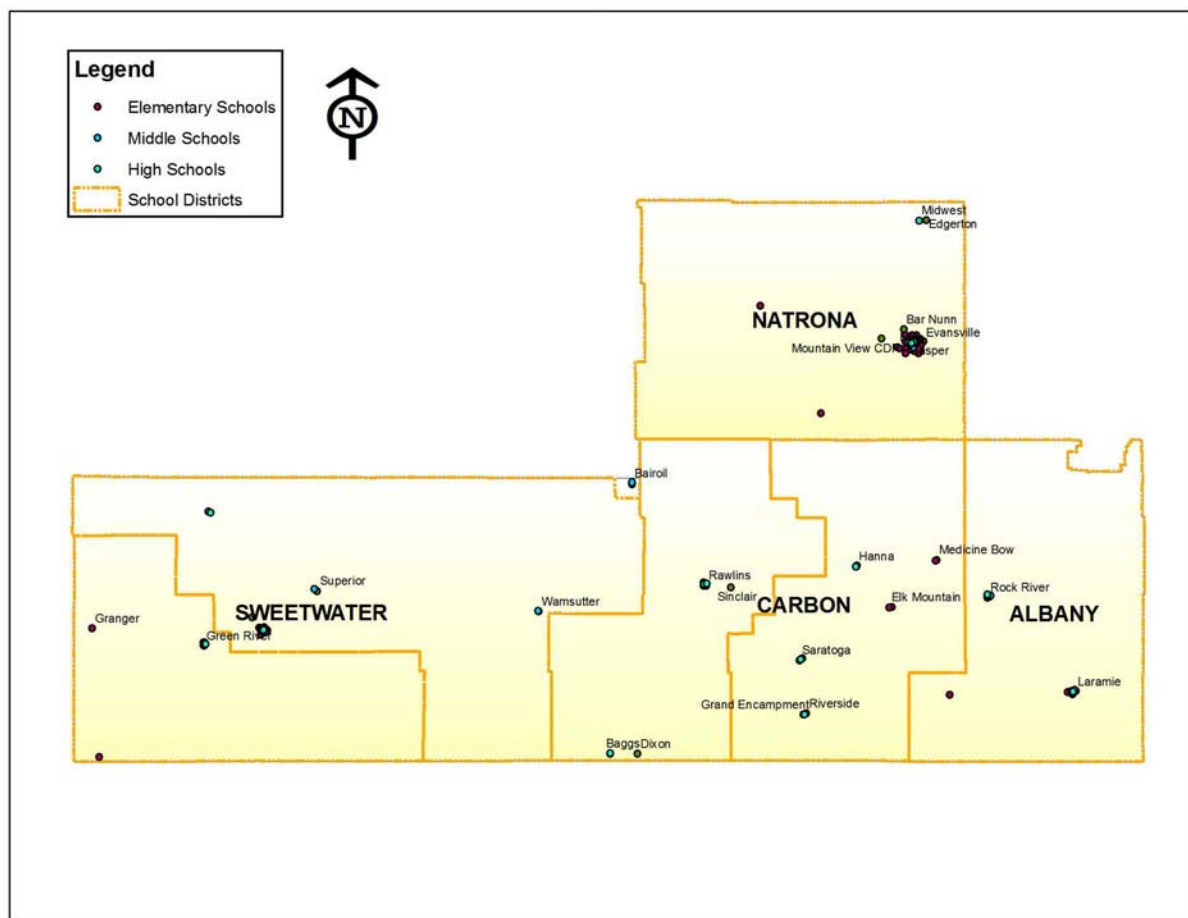 Legend
Elementary Schools
Middle Schools
High Schools
School Districts
N
Midwest
Edgerton
NATRONA
Bar Nunn
Evansville
Mountain View
Bairoil
Superior
SWEETWATER
Granger
Green River
Wamsutter
Rawlins
Sinclair
CARBON
Hanna
Medicine Bow
Elk Mountain
Rock River
ALBANY
Saratoga
Laramie
Grand Encampment
Riverside
Baggs
Dixon